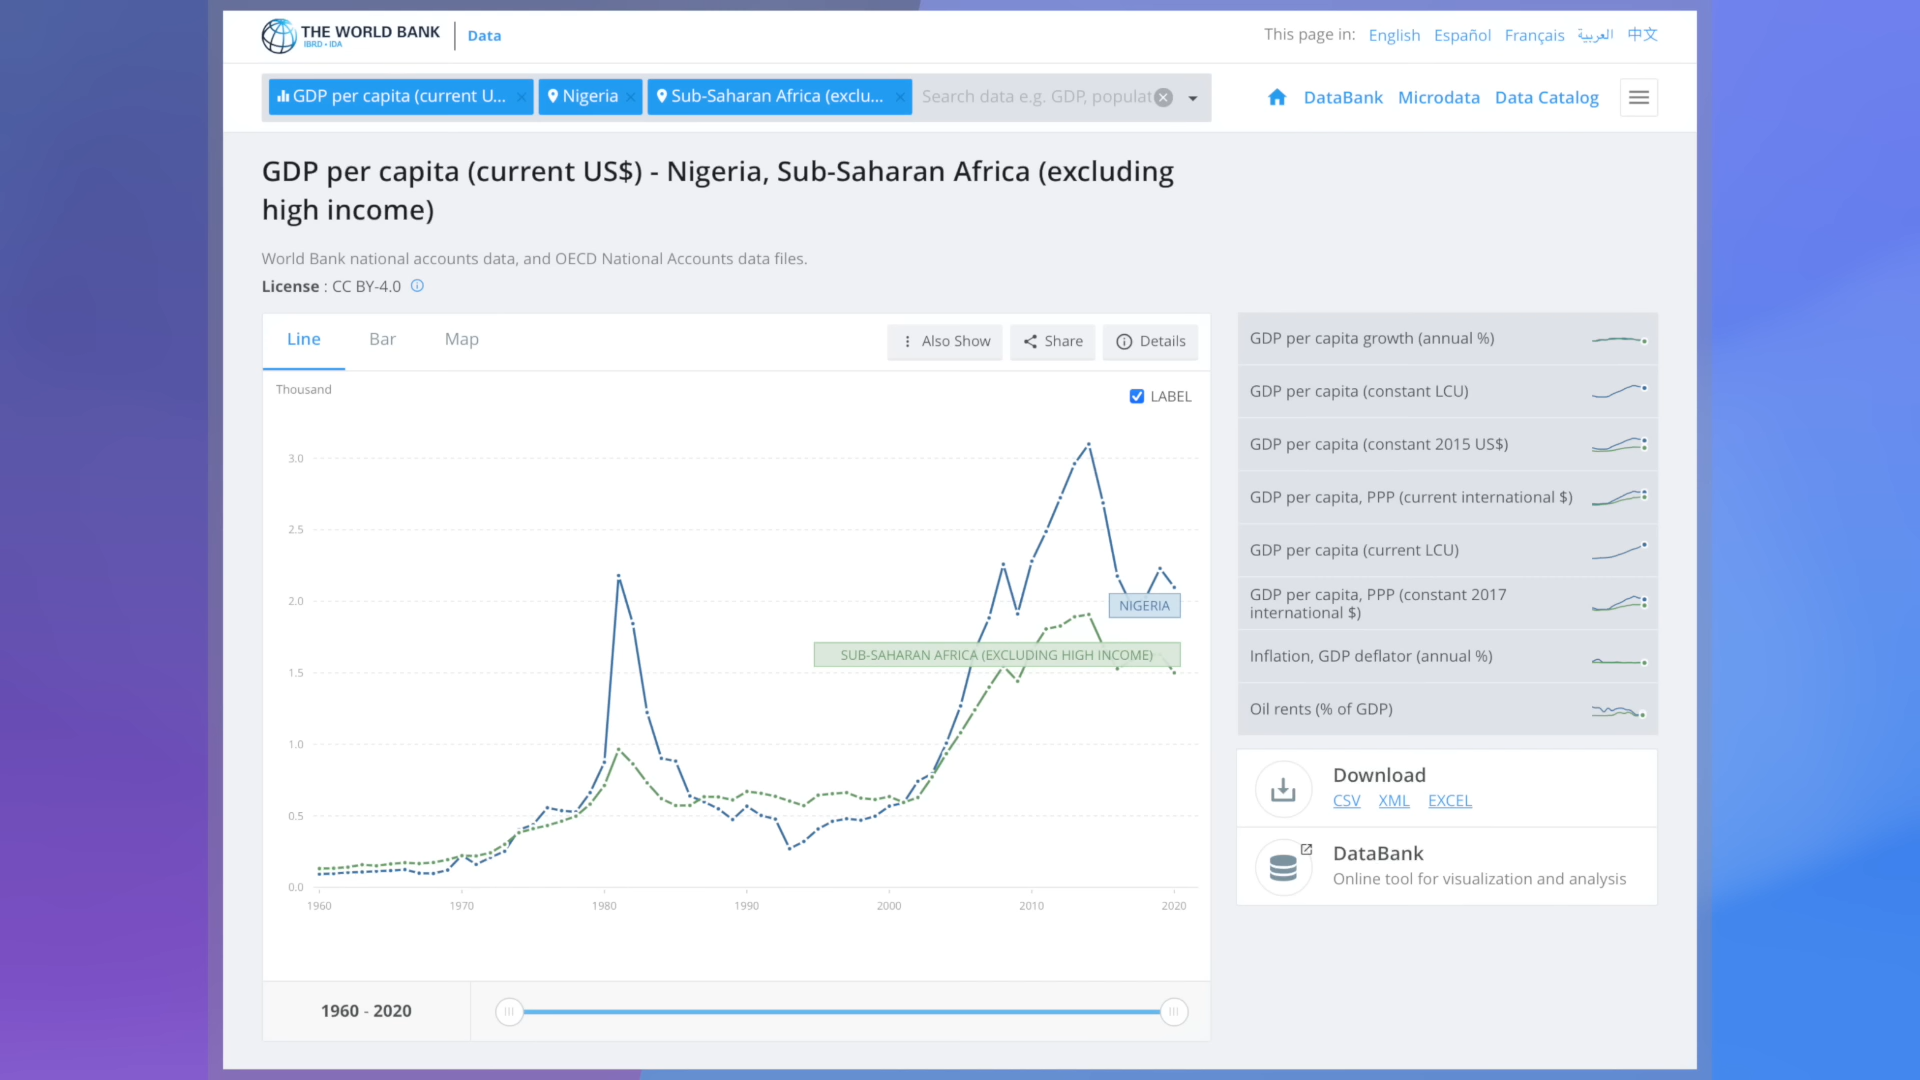 THE WORLD BANK
IBRD • IDA
Data
This page in: English Español Français العربية 中文
GDP per capita (current U... × Nigeria × Sub-Saharan Africa (exclu... × Search data e.g. GDP, populat
DataBank Microdata Data Catalog
GDP per capita (current US$) - Nigeria, Sub-Saharan Africa (excluding
high income)
World Bank national accounts data, and OECD National Accounts data files.
License : CC BY-4.0
Line Bar Map
Also Show Share Details
Thousand
LABEL
3.0
2.5
2.0
1.5
1.0
0.5
0.0
NIGERIA
SUB-SAHARAN AFRICA (EXCLUDING HIGH INCOME)
1960 1970 1980 1990 2000 2010 2020
1960 - 2020
GDP per capita growth (annual %)
GDP per capita (constant LCU)
GDP per capita (constant 2015 US$)
GDP per capita, PPP (current international $)
GDP per capita (current LCU)
GDP per capita, PPP (constant 2017
international $)
Inflation, GDP deflator (annual %)
Oil rents (% of GDP)
Download
CSV XML EXCEL
DataBank
Online tool for visualization and analysis